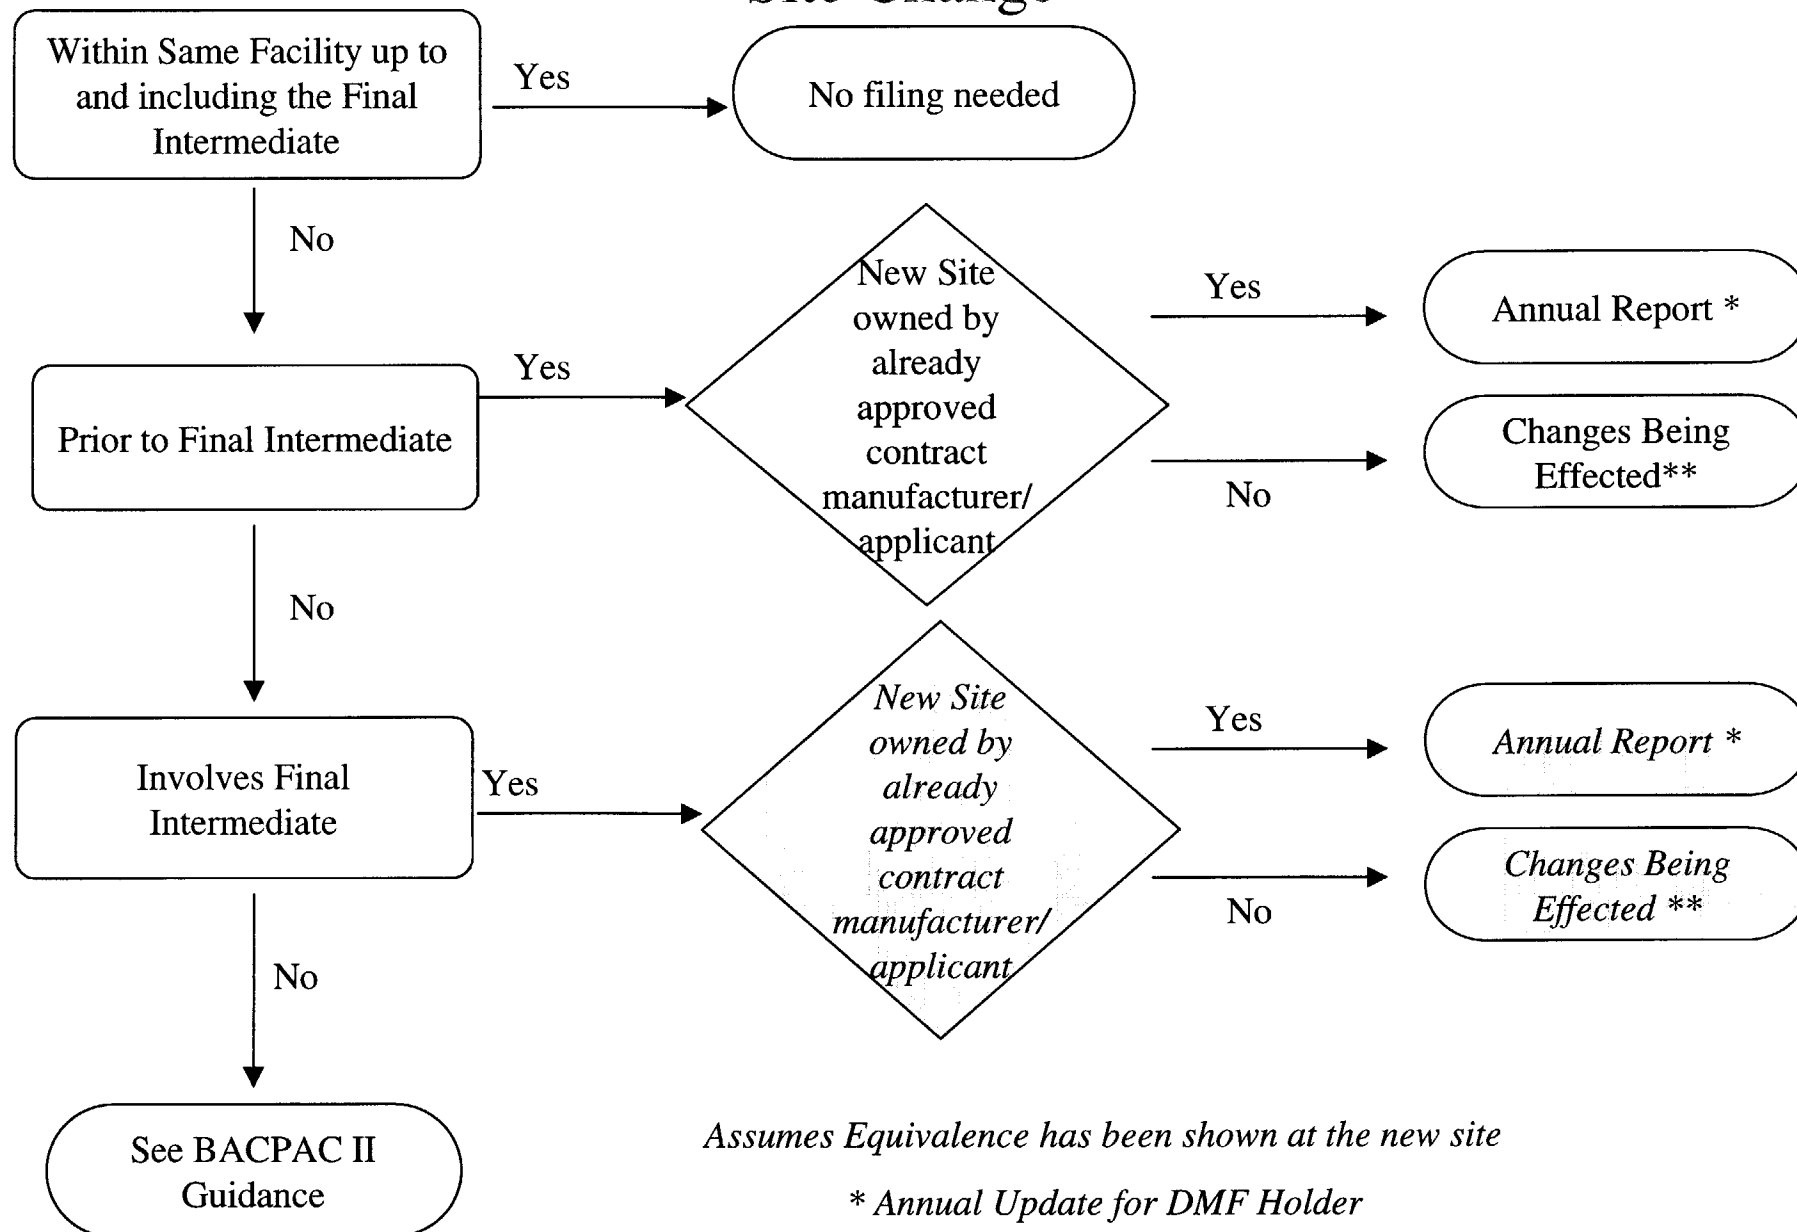 Site Change
Within Same Facility up to
and including the Final
Intermediate
Yes
No filing needed
No
Prior to Final Intermediate
Yes
New Site
owned by
already
approved
contract
manufacturer/
applicant
Yes
Annual Report *
No
Changes Being
Effected**
No
Involves Final
Intermediate
Yes
New Site
owned by
already
approved
contract
manufacturer/
applicant
Yes
Annual Report *
No
Changes Being
Effected **
No
See BACPAC II
Guidance
Assumes Equivalence has been shown at the new site
* Annual Update for DMF Holder